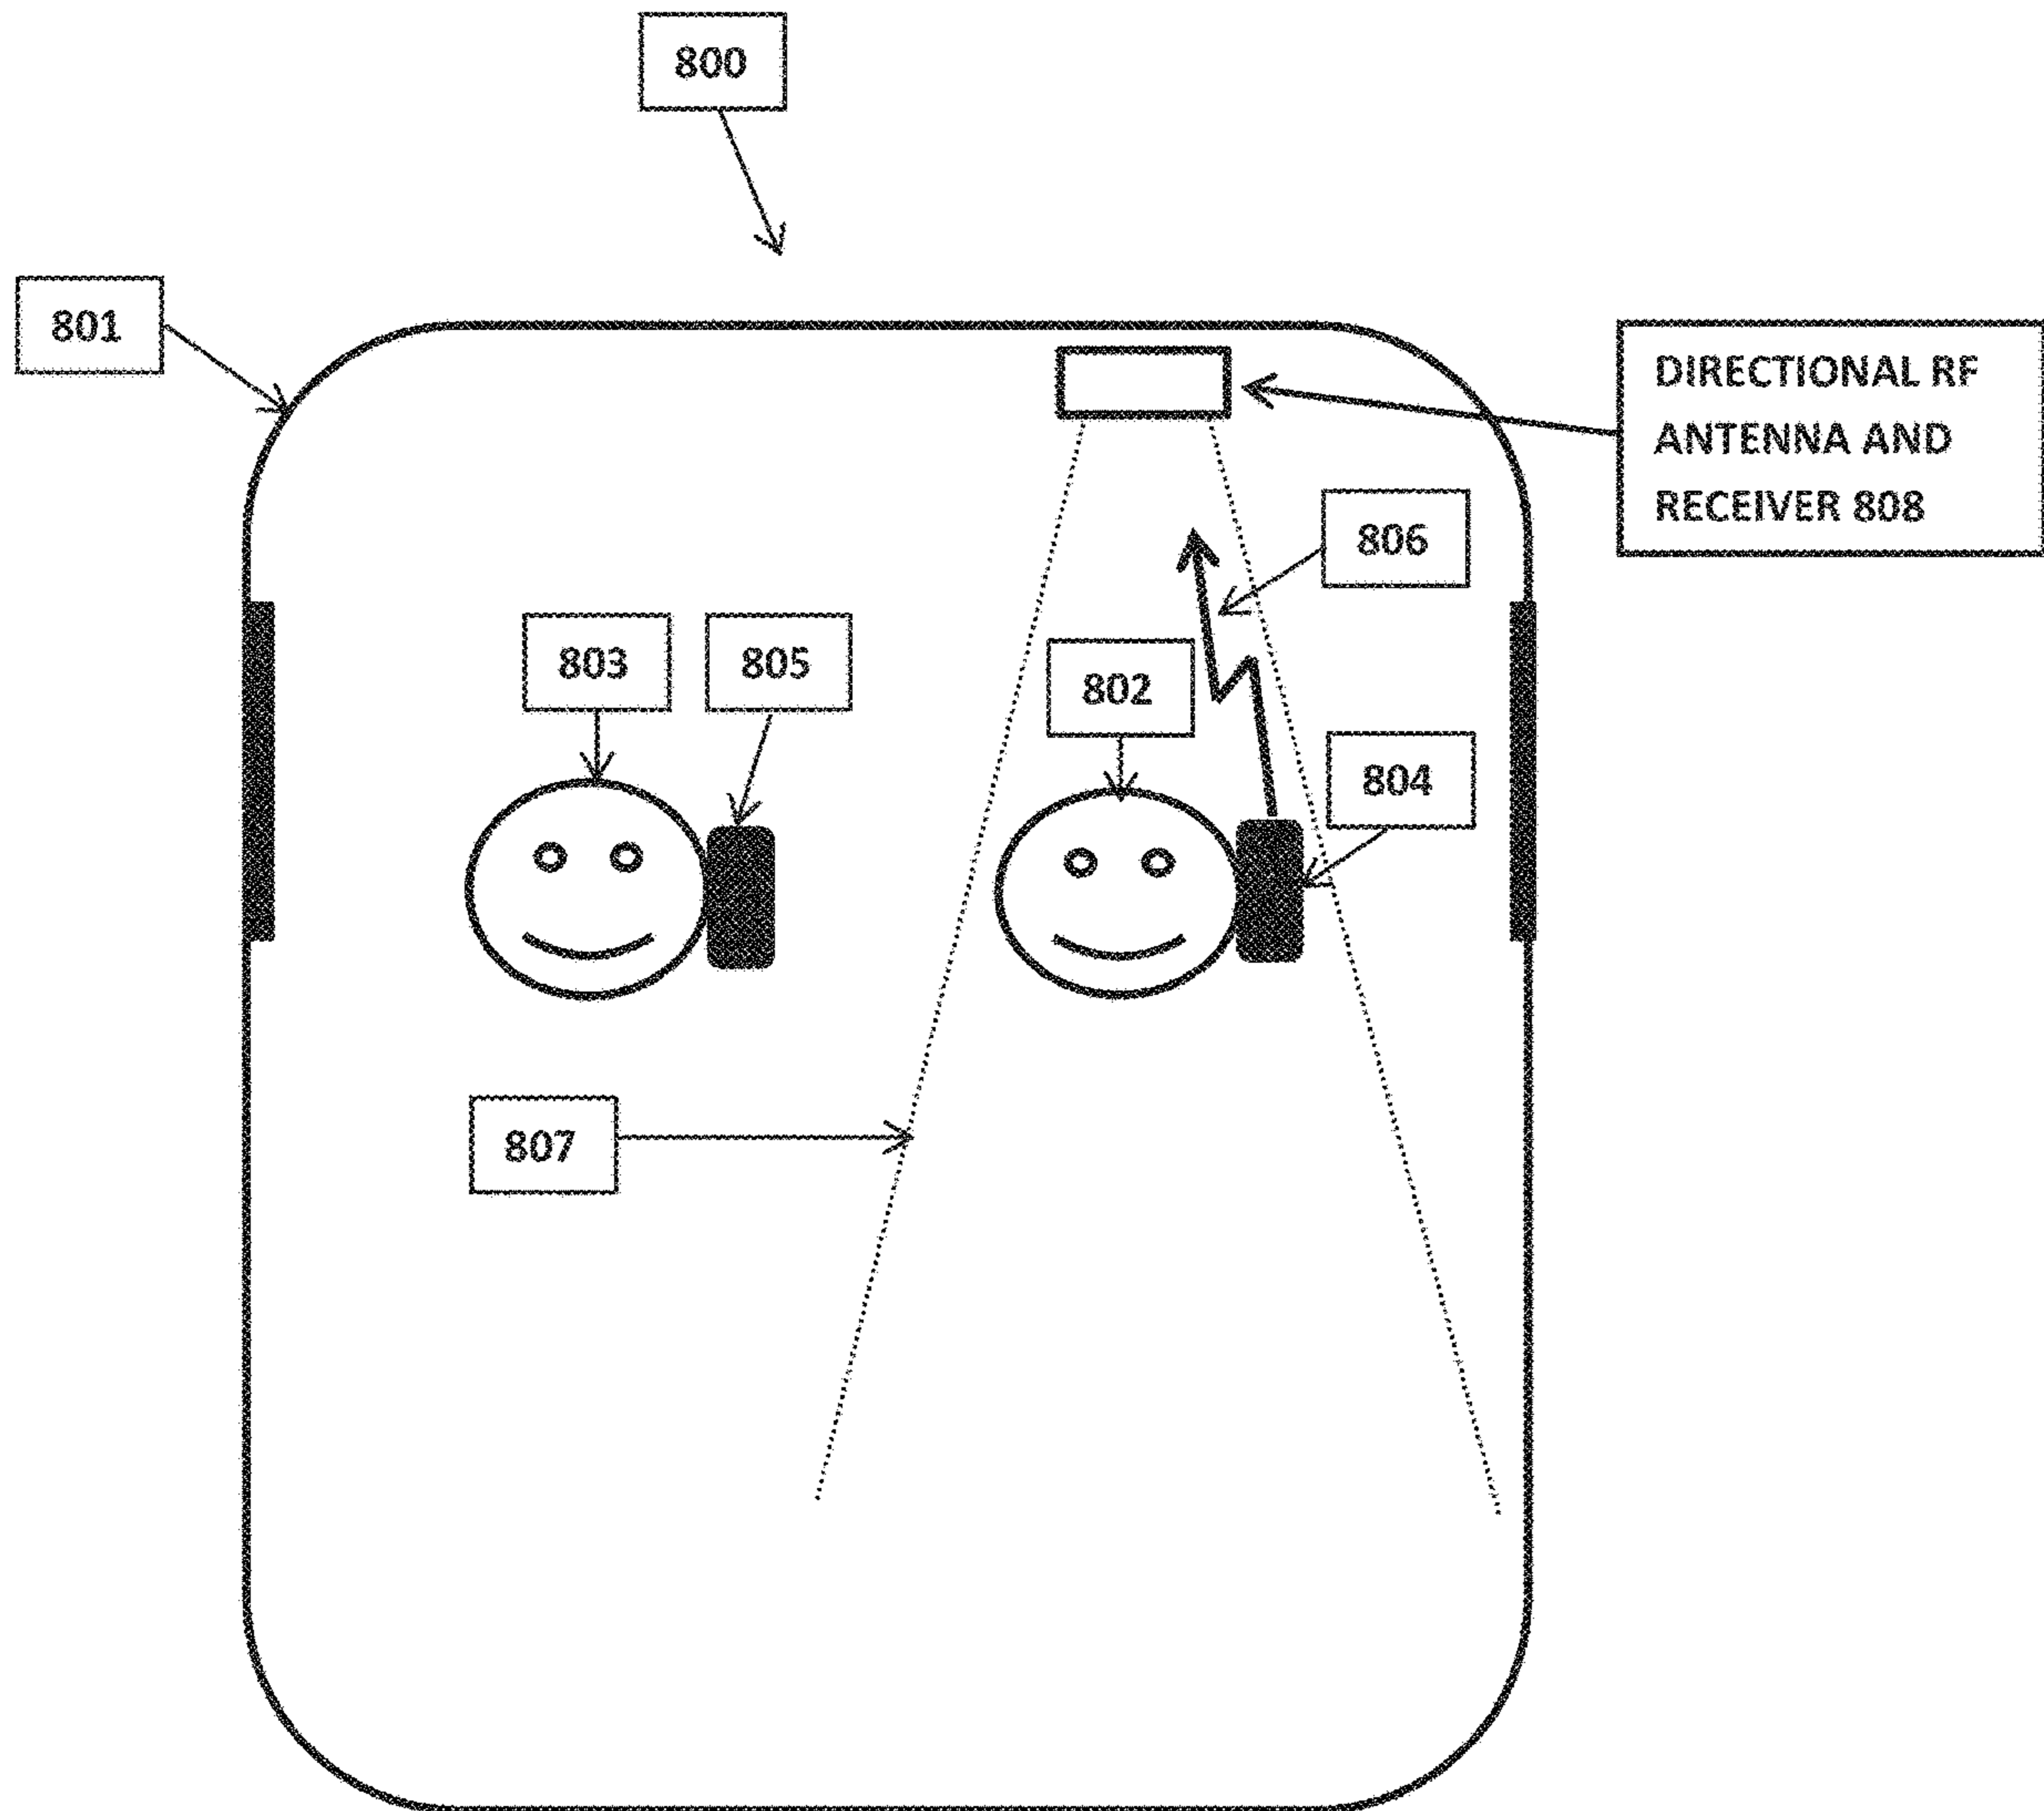 800
801
DIRECTIONAL RF
ANTENNA AND
RECEIVER 808
806
803
805
802
804
807